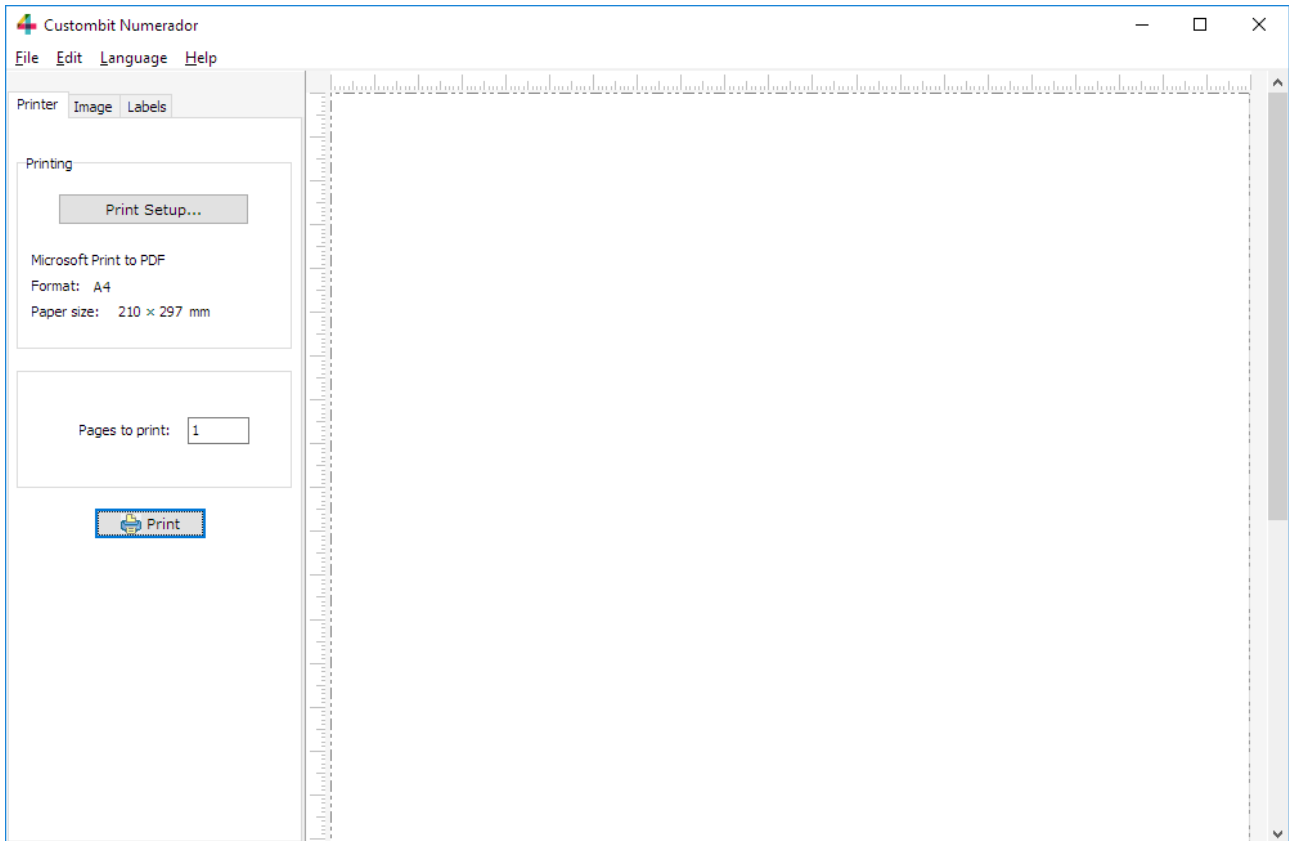 Custombit Numerador
File Edit Language Help
Printer Image Labels
Printing
Print Setup...
Microsoft Print to PDF
Format: A4
Paper size: 210 × 297 mm
Pages to print: 1
Print